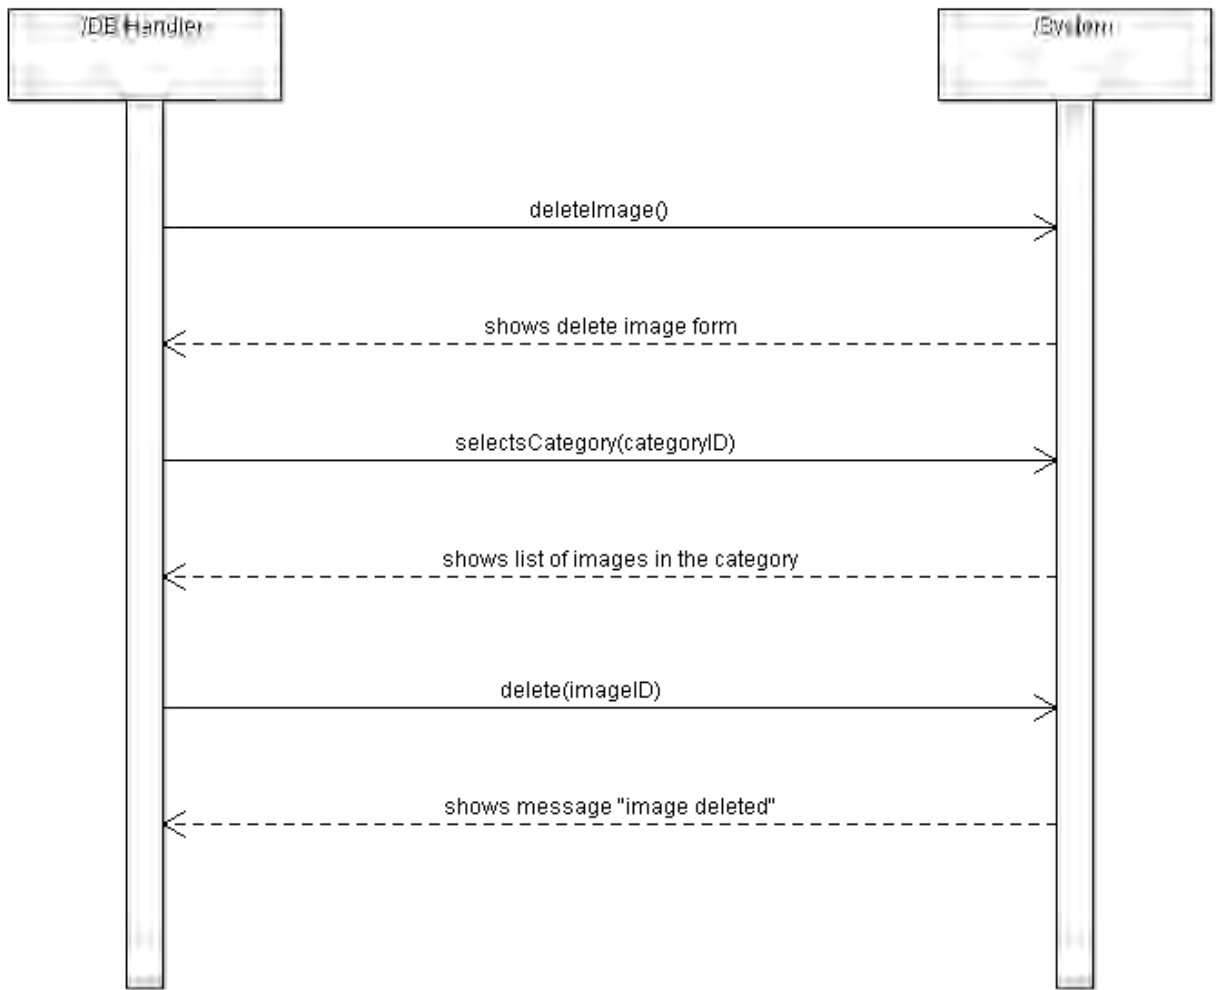 /DB Handler
/System
deleteImage()
shows delete image form
selectsCategory(categoryID)
shows list of images in the category
delete(imageID)
shows message "image deleted"